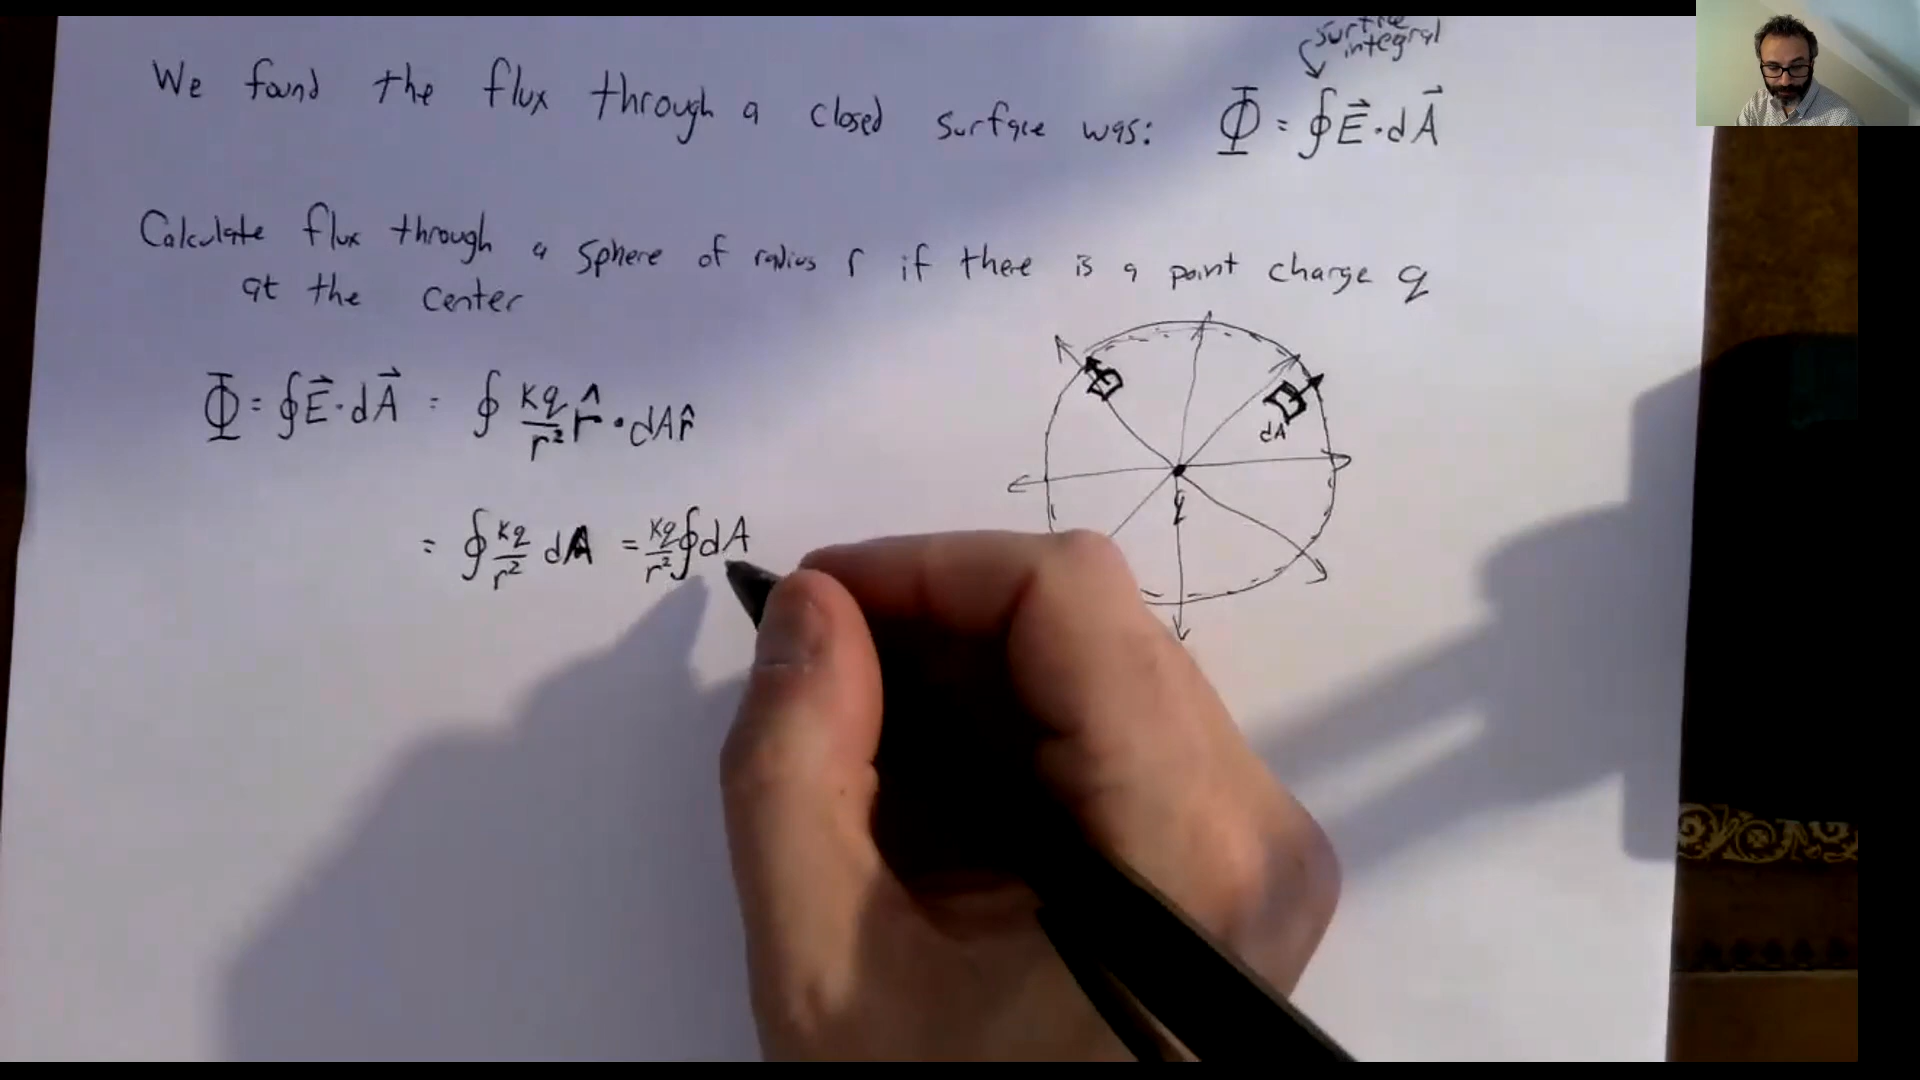 surface
integral
We found the flux through a closed surface was: Φ = ∮E⃗·dA⃗
Calculate flux through a sphere of radius r if there is a point charge q
at the center
Φ = ∮E⃗·dA⃗ = ∮ kq/r² r̂·dAr̂
= ∮ kq/r² dA = kq/r² ∮dA
dA
q